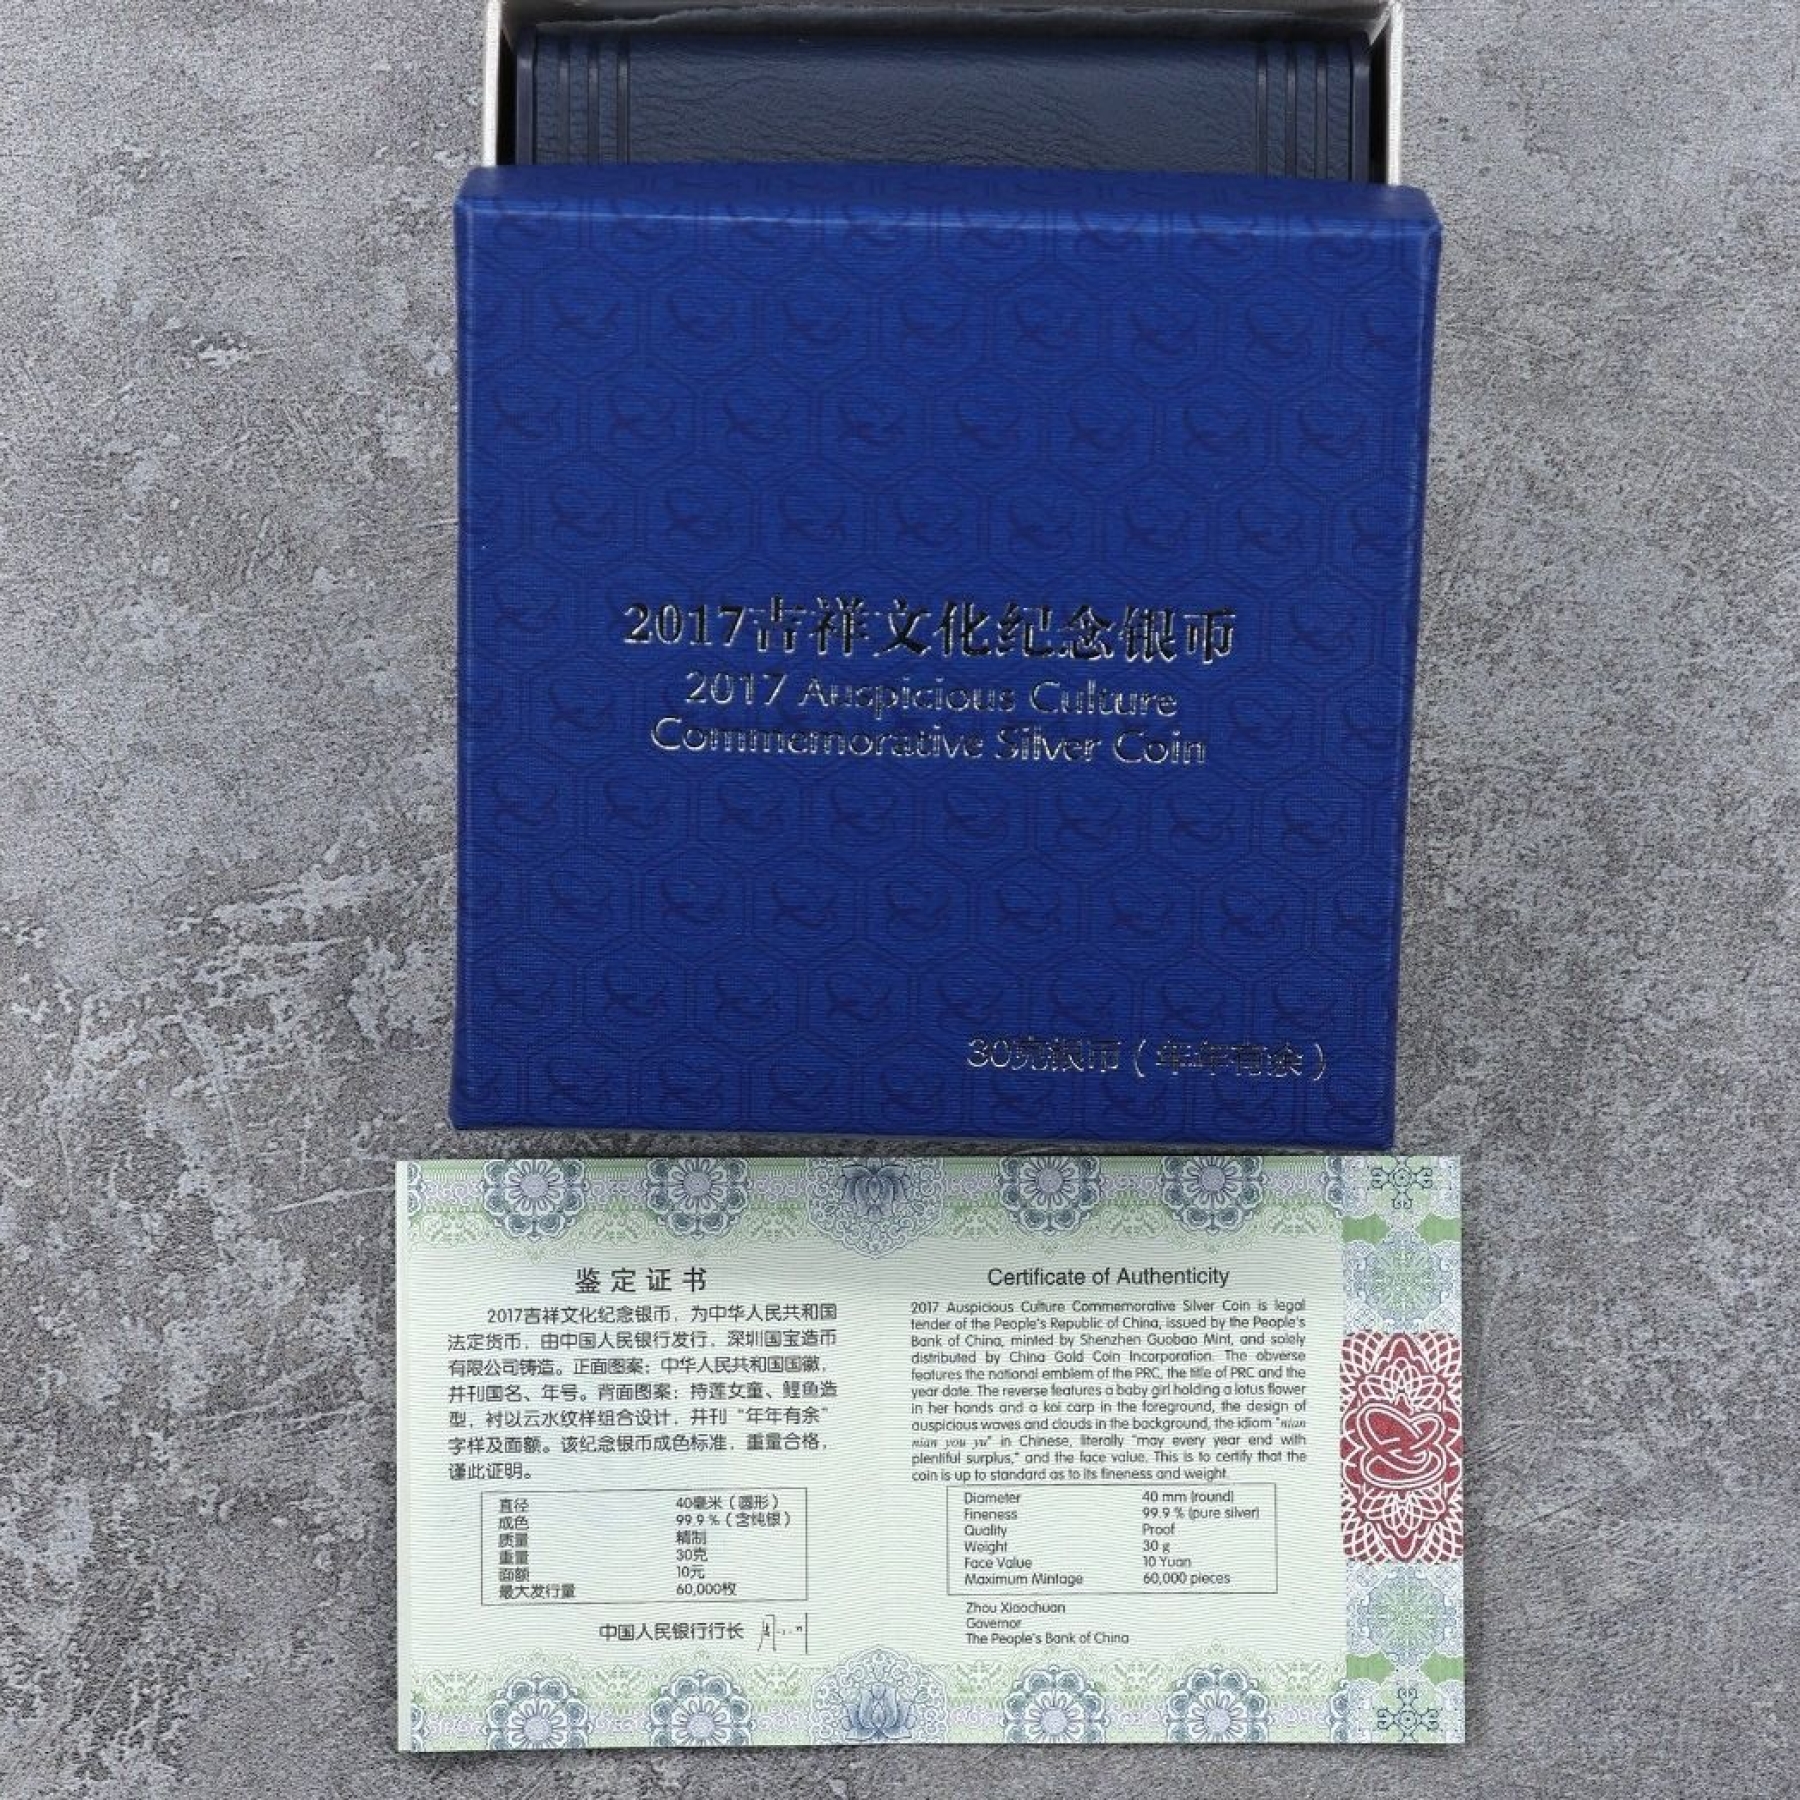 2017吉祥文化纪念银币
2017 Auspicious Culture
Commemorative Silver Coin
30克银币(年年有余)
鉴定证书
2017吉祥文化纪念银币，为中华人民共和国
法定货币，由中国人民银行发行，深圳国宝造币
有限公司铸造。正面图案：中华人民共和国国徽，
并刊国名、年号。背面图案：持莲女童、鲤鱼造
型，衬以云水纹样组合设计，并刊“年年有余”
字样及面额。该纪念银币成色标准，重量合格，
谨此证明。
直径 40毫米（圆形）
成色 99.9％（含纯银）
质量 精制
重量 30克
面额 10元
最大发行量 60,000枚
中国人民银行行长
Certificate of Authenticity
2017 Auspicious Culture Commemorative Silver Coin is legal
tender of the People's Republic of China, issued by the People's
Bank of China, minted by Shenzhen Guobao Mint, and solely
distributed by China Gold Coin Incorporation. The obverse
features the national emblem of the PRC, the title of PRC and the
year date. The reverse features a baby girl holding a lotus flower
in her hands and a koi carp in the foreground, the design of
auspicious waves and clouds in the background, the idiom "nian
nian you yu" in Chinese, literally "may every year end with
plentiful surplus," and the face value. This is to certify that the
coin is up to standard as to its fineness and weight.
Diameter 40 mm (round)
Fineness 99.9 % (pure silver)
Quality Proof
Weight 30 g
Face Value 10 Yuan
Maximum Mintage 60,000 pieces
Zhou Xiaochuan
Governor
The People's Bank of China